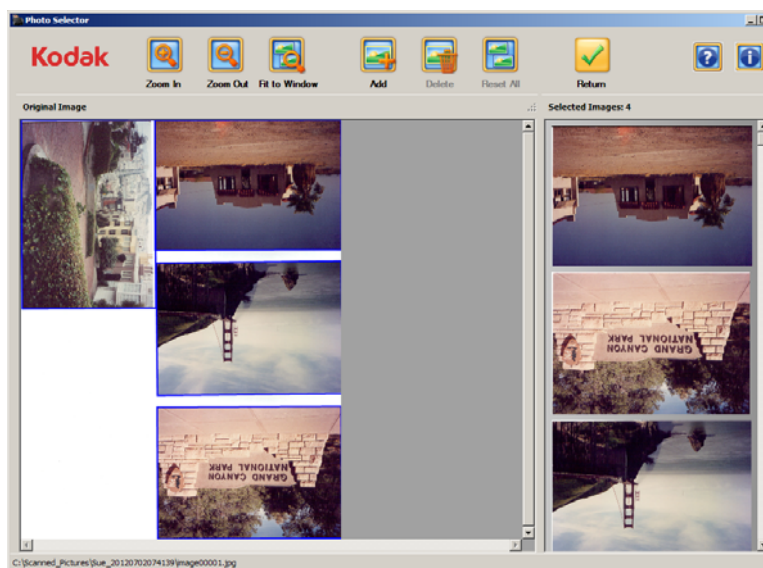 Photo Selector
Kodak
Zoom In
Zoom Out
Fit to Window
Add
Delete
Reset All
Return
Original Image
Selected Images: 4
GRAND CANYON
NATIONAL PARK
GRAND CANYON
NATIONAL PARK
C:\Scanned_Pictures\Sue_20120702074139\image00001.jpg